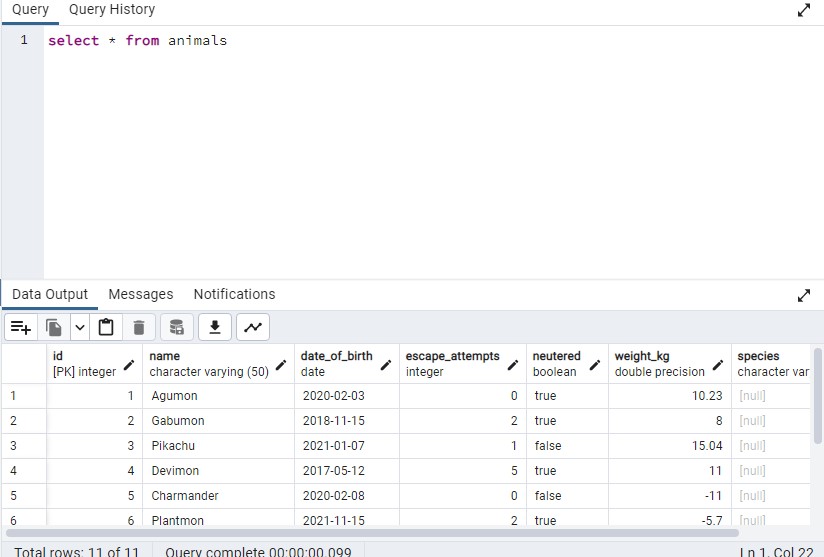 Query Query History
1 select * from animals
Data Output Messages Notifications
id name date_of_birth escape_attempts neutered weight_kg species
[PK] integer character varying (50) date integer boolean double precision character var
1 1 Agumon 2020-02-03 0 true 10.23 [null]
2 2 Gabumon 2018-11-15 2 true 8 [null]
3 3 Pikachu 2021-01-07 1 false 15.04 [null]
4 4 Devimon 2017-05-12 5 true 11 [null]
5 5 Charmander 2020-02-08 0 false -11 [null]
6 6 Plantmon 2021-11-15 2 true -5.7 [null]
Total rows: 11 of 11 Query complete 00:00:00.099 Ln 1, Col 22